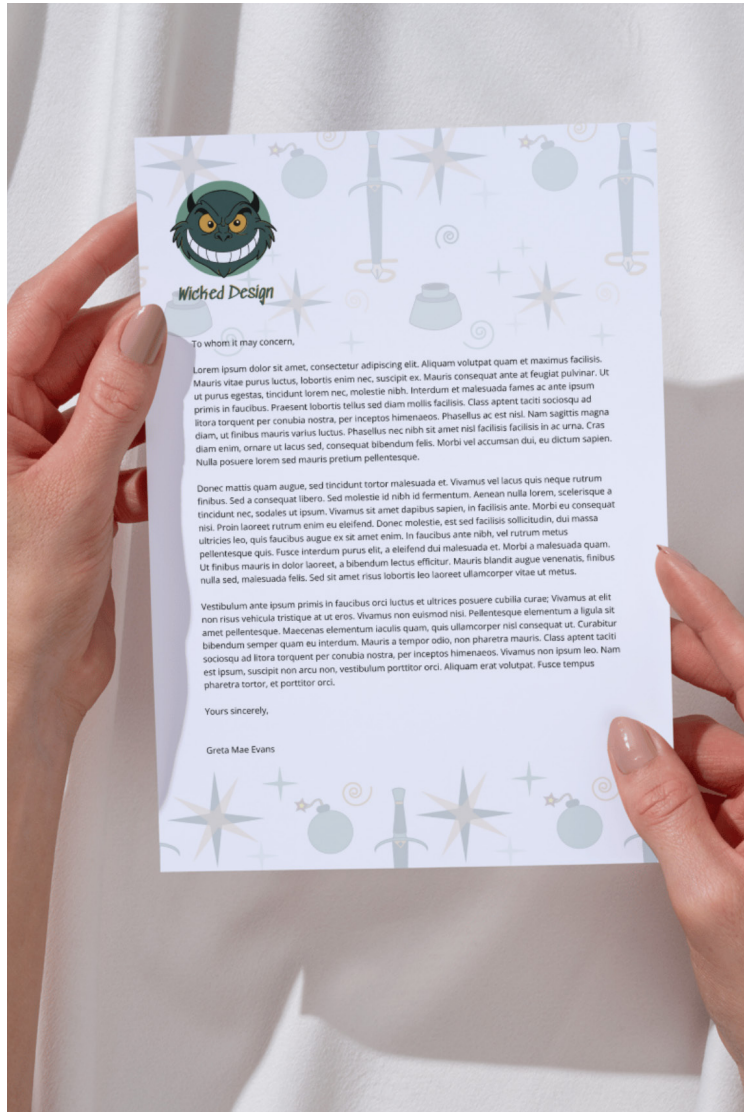 Wicked Design
To whom it may concern,
Lorem ipsum dolor sit amet, consectetur adipiscing elit. Aliquam volutpat quam et maximus facilisis.
Mauris vitae purus luctus, lobortis enim nec, suscipit ex. Mauris consequat ante at feugiat pulvinar. Ut
ut purus egestas, tincidunt lorem nec, molestie nibh. Interdum et malesuada fames ac ante ipsum
primis in faucibus. Praesent lobortis tellus sed diam mollis facilisis. Class aptent taciti sociosqu ad
litora torquent per conubia nostra, per inceptos himenaeos. Phasellus ac est nisl. Nam sagittis magna
diam, ut finibus mauris varius luctus. Phasellus nec nibh sit amet nisl facilisis facilisis in ac urna. Cras
diam enim, ornare ut lacus sed, consequat bibendum felis. Morbi vel accumsan dui, eu dictum sapien.
Nulla posuere lorem sed mauris pretium pellentesque.
Donec mattis quam augue, sed tincidunt tortor malesuada et. Vivamus vel lacus quis neque rutrum
finibus. Sed a consequat libero. Sed molestie id nibh id fermentum. Aenean nulla lorem, scelerisque a
tincidunt nec, sodales ut ipsum. Vivamus sit amet dapibus sapien, in facilisis ante. Morbi eu consequat
nisi. Proin laoreet rutrum enim eu eleifend. Donec molestie, est sed facilisis sollicitudin, dui massa
ultricies leo, quis faucibus augue ex sit amet enim. In faucibus ante nibh, vel rutrum metus
pellentesque quis. Fusce interdum purus elit, a eleifend dui malesuada et. Morbi a malesuada quam.
Ut finibus mauris in dolor laoreet, a bibendum lectus efficitur. Mauris blandit augue venenatis, finibus
nulla sed, malesuada felis. Sed sit amet risus lobortis leo laoreet ullamcorper vitae ut metus.
Vestibulum ante ipsum primis in faucibus orci luctus et ultrices posuere cubilia curae; Vivamus at elit
non risus vehicula tristique at ut eros. Vivamus non euismod nisi. Pellentesque elementum a ligula sit
amet pellentesque. Maecenas elementum iaculis quam, quis ullamcorper nisl consequat ut. Curabitur
bibendum semper quam eu interdum. Mauris a tempor odio, non pharetra mauris. Class aptent taciti
sociosqu ad litora torquent per conubia nostra, per inceptos himenaeos. Vivamus non ipsum leo. Nam
est ipsum, suscipit non arcu non, vestibulum porttitor orci. Aliquam erat volutpat. Fusce tempus
pharetra tortor, et porttitor orci.
Yours sincerely,
Greta Mae Evans